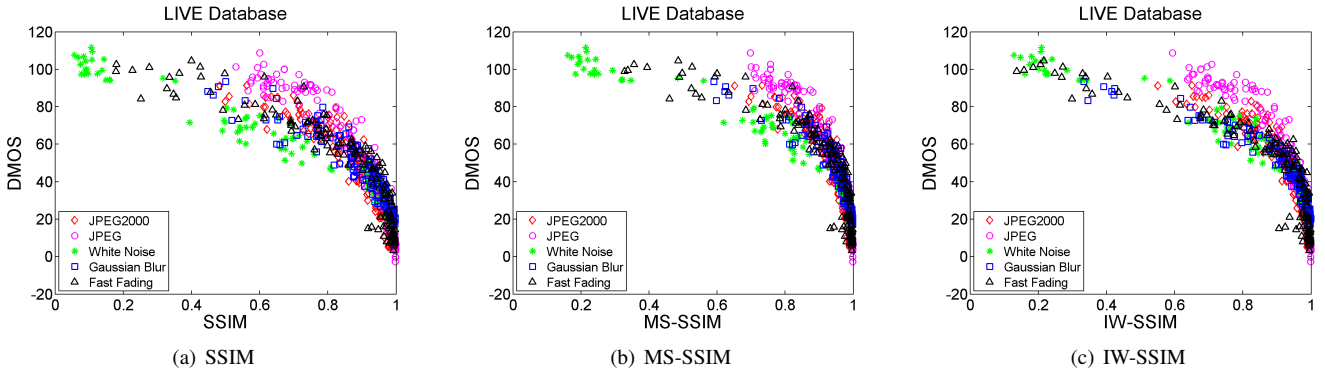 LIVE Database
120
100
80
60
40
20
0
-20
DMOS
JPEG2000
JPEG
White Noise
Gaussian Blur
Fast Fading
0 0.2 0.4 0.6 0.8 1
SSIM
(a) SSIM
LIVE Database
120
100
80
60
40
20
0
-20
DMOS
JPEG2000
JPEG
White Noise
Gaussian Blur
Fast Fading
0 0.2 0.4 0.6 0.8 1
MS-SSIM
(b) MS-SSIM
LIVE Database
120
100
80
60
40
20
0
-20
DMOS
JPEG2000
JPEG
White Noise
Gaussian Blur
Fast Fading
0 0.2 0.4 0.6 0.8 1
IW-SSIM
(c) IW-SSIM